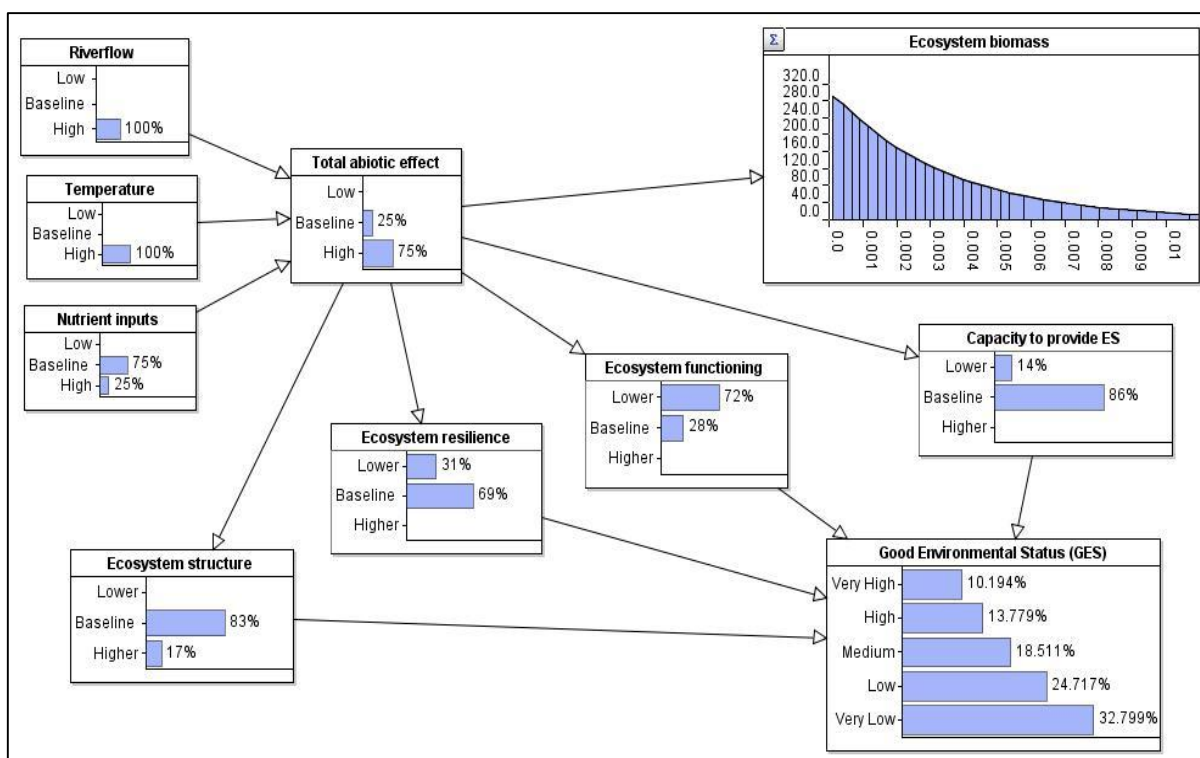 Riverflow
Low
Baseline
High 100%
Temperature
Low
Baseline
High 100%
Nutrient inputs
Low
Baseline 75%
High 25%
Total abiotic effect
Low
Baseline 25%
High 75%
Σ Ecosystem biomass
320.0
280.0
240.0
200.0
160.0
120.0
80.0
40.0
0.0
0.0 0.001 0.002 0.003 0.004 0.005 0.006 0.007 0.008 0.009 0.01
Capacity to provide ES
Lower 14%
Baseline 86%
Higher
Ecosystem functioning
Lower 72%
Baseline 28%
Higher
Ecosystem resilience
Lower 31%
Baseline 69%
Higher
Ecosystem structure
Lower
Baseline 83%
Higher 17%
Good Environmental Status (GES)
Very High 10.194%
High 13.779%
Medium 18.511%
Low 24.717%
Very Low 32.799%